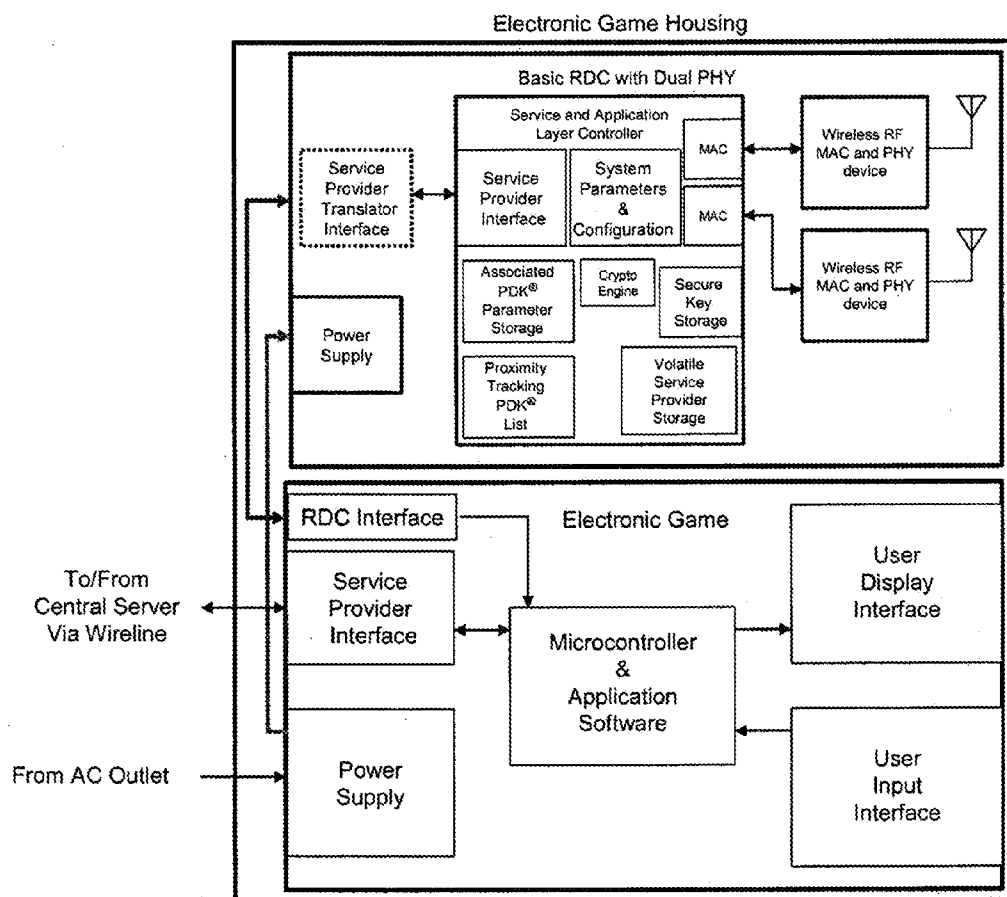 Electronic Game Housing
Basic RDC with Dual PHY
Service and Application
Layer Controller
MAC
Wireless RF
MAC and PHY
device
Service
Provider
Translator
Interface
Service
Provider
Interface
System
Parameters
&
Configuration
MAC
Wireless RF
MAC and PHY
device
Associated
PDK®
Parameter
Storage
Crypto
Engine
Secure
Key
Storage
Power
Supply
Proximity
Tracking
PDK®
List
Volatile
Service
Provider
Storage
RDC Interface
Electronic Game
User
Display
Interface
To/From
Central Server
Via Wireline
Service
Provider
Interface
Microcontroller
&
Application
Software
From AC Outlet
Power
Supply
User
Input
Interface